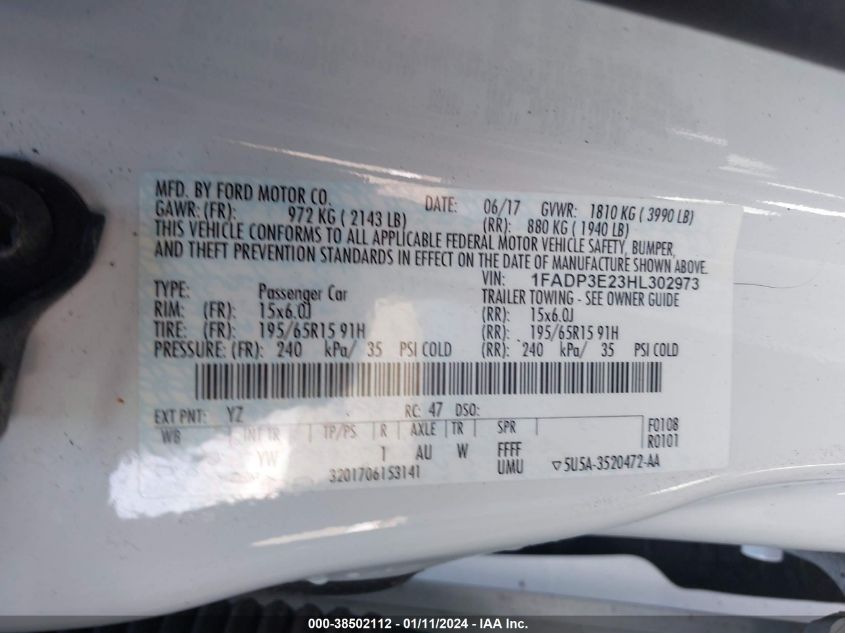 MFD. BY FORD MOTOR CO. DATE: 06/17 GVWR: 1810 KG ( 3990 LB)
GAWR: (FR): 972 KG ( 2143 LB) (RR): 880 KG ( 1940 LB)
THIS VEHICLE CONFORMS TO ALL APPLICABLE FEDERAL MOTOR VEHICLE SAFETY, BUMPER,
AND THEFT PREVENTION STANDARDS IN EFFECT ON THE DATE OF MANUFACTURE SHOWN ABOVE.
VIN: 1FADP3E23HL302973
TYPE: Passenger Car TRAILER TOWING - SEE OWNER GUIDE
RIM: (FR): 15x6.0J (RR): 15x6.0J
TIRE: (FR): 195/65R15 91H (RR): 195/65R15 91H
PRESSURE: (FR): 240 kPa/ 35 PSI COLD (RR): 240 kPa/ 35 PSI COLD
EXT PNT: YZ RC: 47 DSO:
WB INT TR TP/PS R AXLE TR SPR F0108
R0101
YW 1 AU W FFFF
UMU
3201706153141 ▽5U5A-3520472-AA
000-38502112 - 01/11/2024 - IAA Inc.